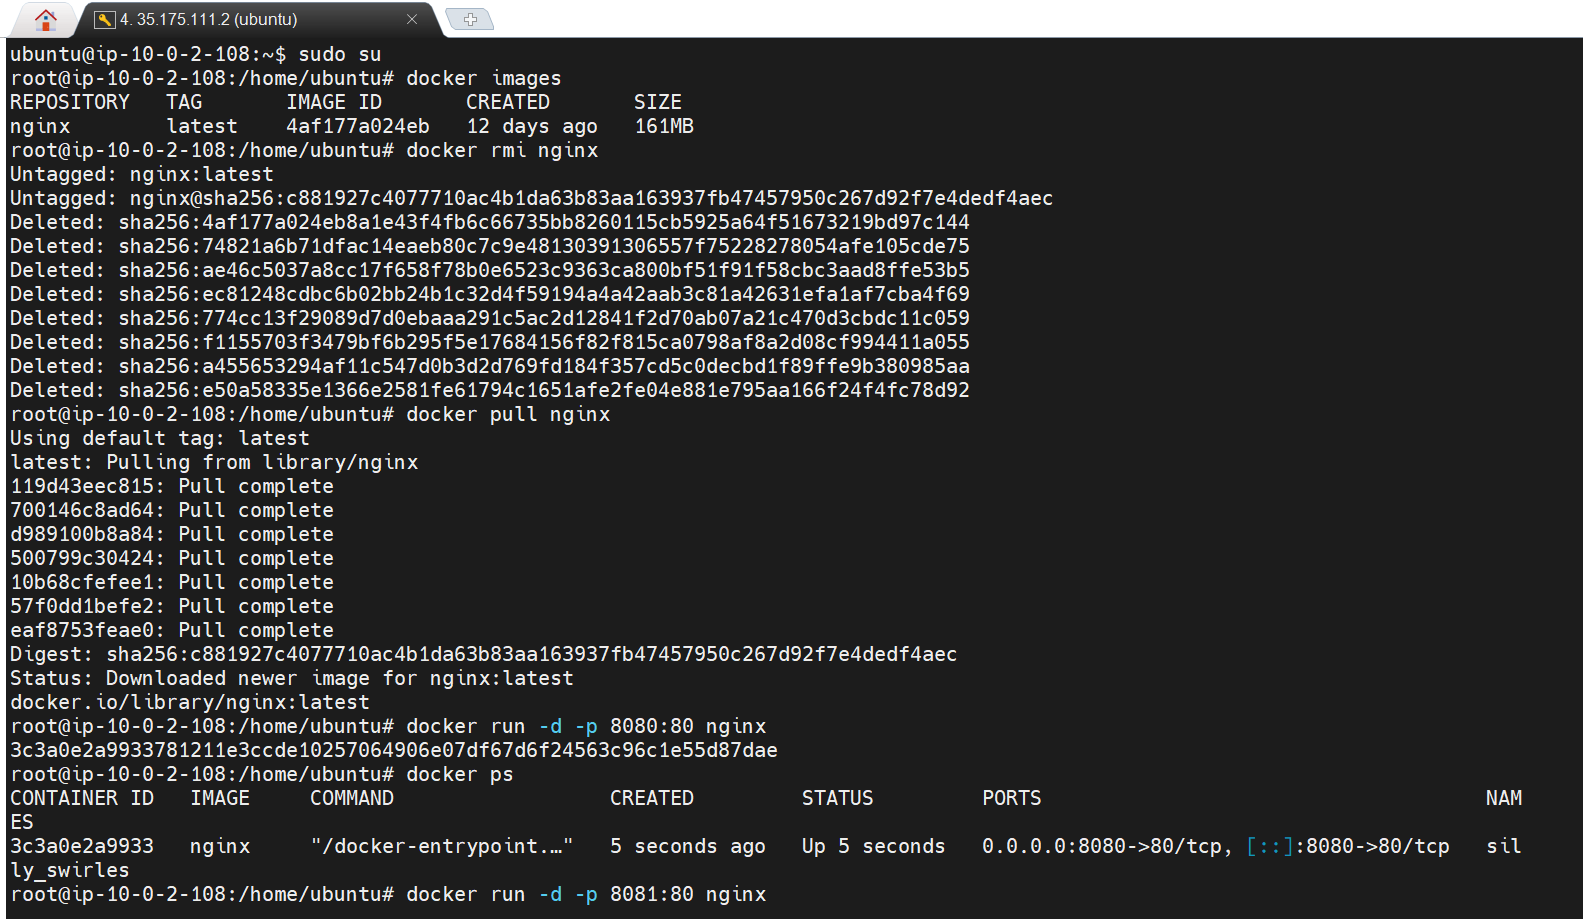 4. 35.175.111.2 (ubuntu)
ubuntu@ip-10-0-2-108:~$ sudo su
root@ip-10-0-2-108:/home/ubuntu# docker images
REPOSITORY   TAG       IMAGE ID       CREATED       SIZE
nginx        latest    4af177a024eb   12 days ago   161MB
root@ip-10-0-2-108:/home/ubuntu# docker rmi nginx
Untagged: nginx:latest
Untagged: nginx@sha256:c881927c4077710ac4b1da63b83aa163937fb47457950c267d92f7e4dedf4aec
Deleted: sha256:4af177a024eb8a1e43f4fb6c66735bb8260115cb5925a64f51673219bd97c144
Deleted: sha256:74821a6b71dfac14eaeb80c7c9e48130391306557f75228278054afe105cde75
Deleted: sha256:ae46c5037a8cc17f658f78b0e6523c9363ca800bf51f91f58cbc3aad8ffe53b5
Deleted: sha256:ec81248cdbc6b02bb24b1c32d4f59194a4a42aab3c81a42631efa1af7cba4f69
Deleted: sha256:774cc13f29089d7d0ebaaa291c5ac2d12841f2d70ab07a21c470d3cbdc11c059
Deleted: sha256:f1155703f3479bf6b295f5e17684156f82f815ca0798af8a2d08cf994411a055
Deleted: sha256:a455653294af11c547d0b3d2d769fd184f357cd5c0decbd1f89ffe9b380985aa
Deleted: sha256:e50a58335e1366e2581fe61794c1651afe2fe04e881e795aa166f24f4fc78d92
root@ip-10-0-2-108:/home/ubuntu# docker pull nginx
Using default tag: latest
latest: Pulling from library/nginx
119d43eec815: Pull complete
700146c8ad64: Pull complete
d989100b8a84: Pull complete
500799c30424: Pull complete
10b68cfefee1: Pull complete
57f0dd1befe2: Pull complete
eaf8753feae0: Pull complete
Digest: sha256:c881927c4077710ac4b1da63b83aa163937fb47457950c267d92f7e4dedf4aec
Status: Downloaded newer image for nginx:latest
docker.io/library/nginx:latest
root@ip-10-0-2-108:/home/ubuntu# docker run -d -p 8080:80 nginx
3c3a0e2a9933781211e3ccde10257064906e07df67d6f24563c96c1e55d87dae
root@ip-10-0-2-108:/home/ubuntu# docker ps
CONTAINER ID   IMAGE     COMMAND                  CREATED         STATUS         PORTS                                     NAM
ES
3c3a0e2a9933   nginx     "/docker-entrypoint.…"   5 seconds ago   Up 5 seconds   0.0.0.0:8080->80/tcp, [::]:8080->80/tcp   sil
ly_swirles
root@ip-10-0-2-108:/home/ubuntu# docker run -d -p 8081:80 nginx